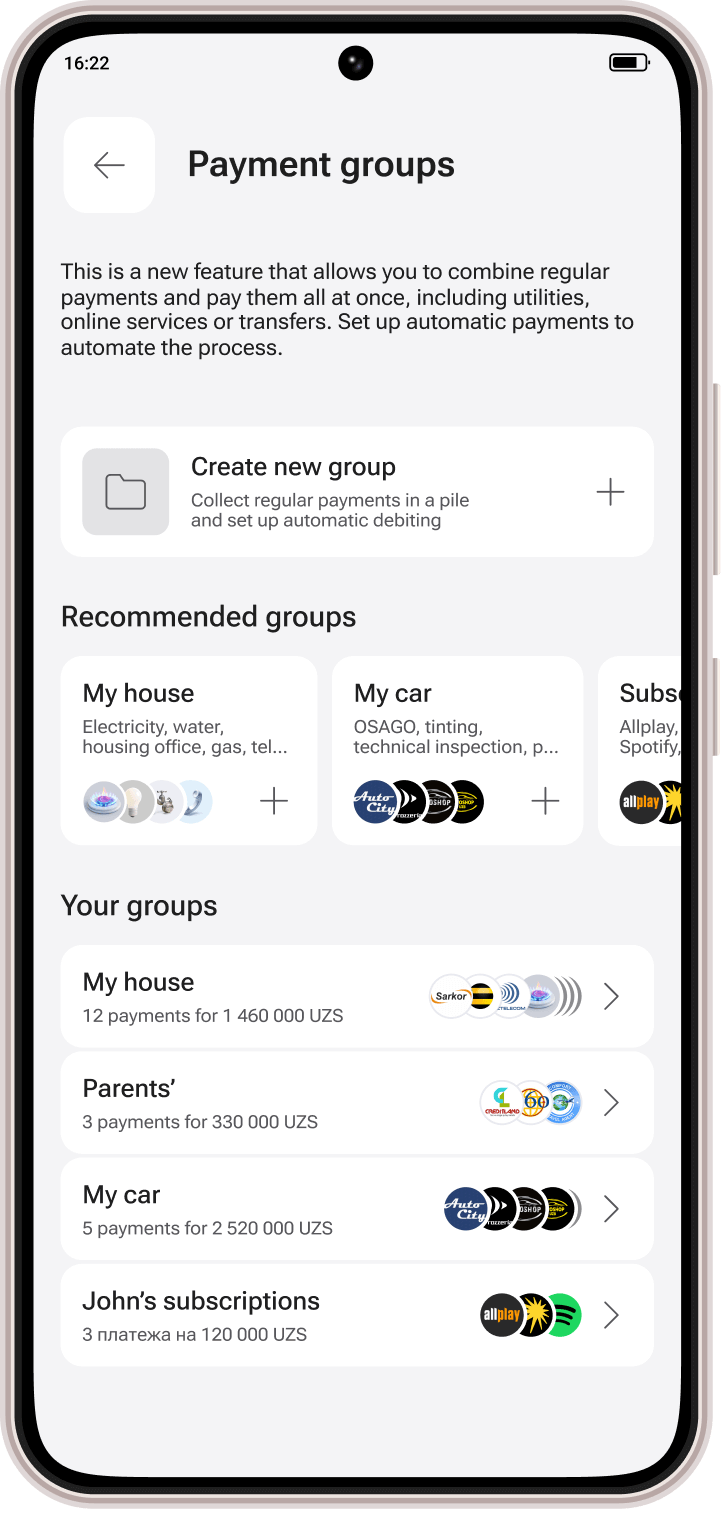 16:22
Payment groups
This is a new feature that allows you to combine regular
payments and pay them all at once, including utilities,
online services or transfers. Set up automatic payments to
automate the process.
Create new group
Collect regular payments in a pile
and set up automatic debiting
Recommended groups
My house
Electricity, water,
housing office, gas, tel...
My car
OSAGO, tinting,
technical inspection, p...
Subsc
Allplay,
Spotify,
Auto
City
allplay
Your groups
My house
12 payments for 1 460 000 UZS
Sarkor
Parents’
3 payments for 330 000 UZS
CREDITLAND
My car
5 payments for 2 520 000 UZS
Auto
City
John’s subscriptions
3 платежа на 120 000 UZS
allplay